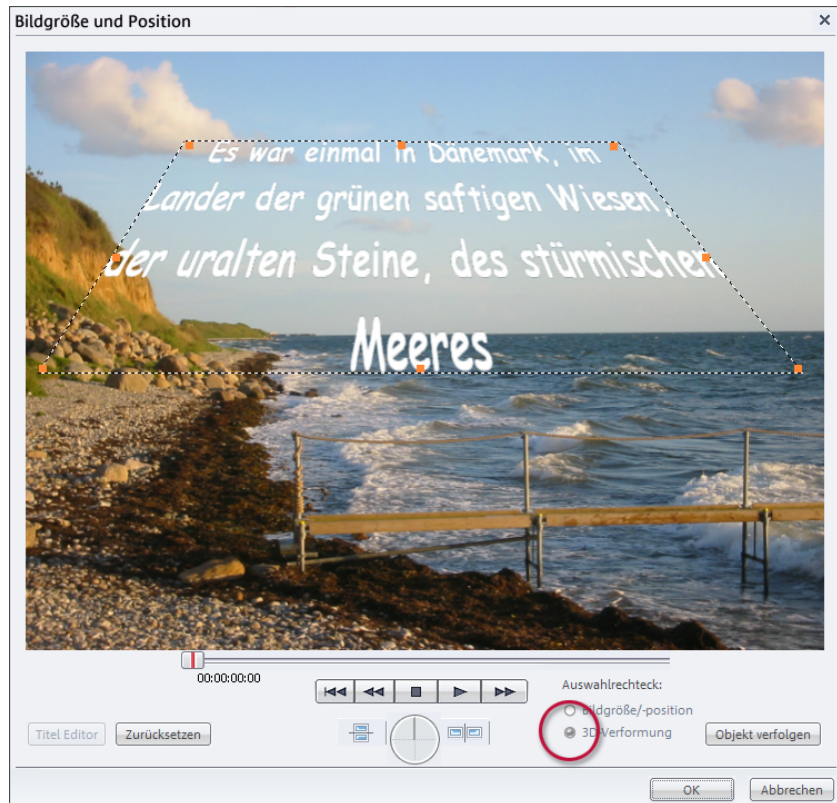 Bildgröße und Position
Es war einmal in Dänemark, im
Lander der grünen saftigen Wiesen,
der uralten Steine, des stürmischen
Meeres
00:00:00:00
Auswahlrechteck:
Bildgröße/-position
3D-Verformung
Titel Editor
Zurücksetzen
Objekt verfolgen
OK
Abbrechen